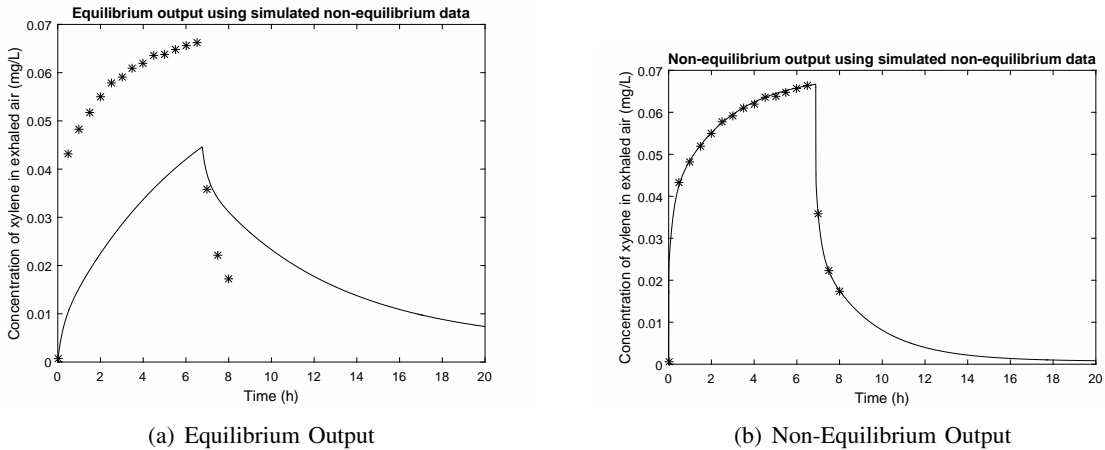 Equilibrium output using simulated non-equilibrium data
Concentration of xylene in exhaled air (mg/L)
0.07
0.06
0.05
0.04
0.03
0.02
0.01
0
0 2 4 6 8 10 12 14 16 18 20
Time (h)
(a) Equilibrium Output
Non-equilibrium output using simulated non-equilibrium data
Concentration of xylene in exhaled air (mg/L)
0.07
0.06
0.05
0.04
0.03
0.02
0.01
0
0 2 4 6 8 10 12 14 16 18 20
Time (h)
(b) Non-Equilibrium Output